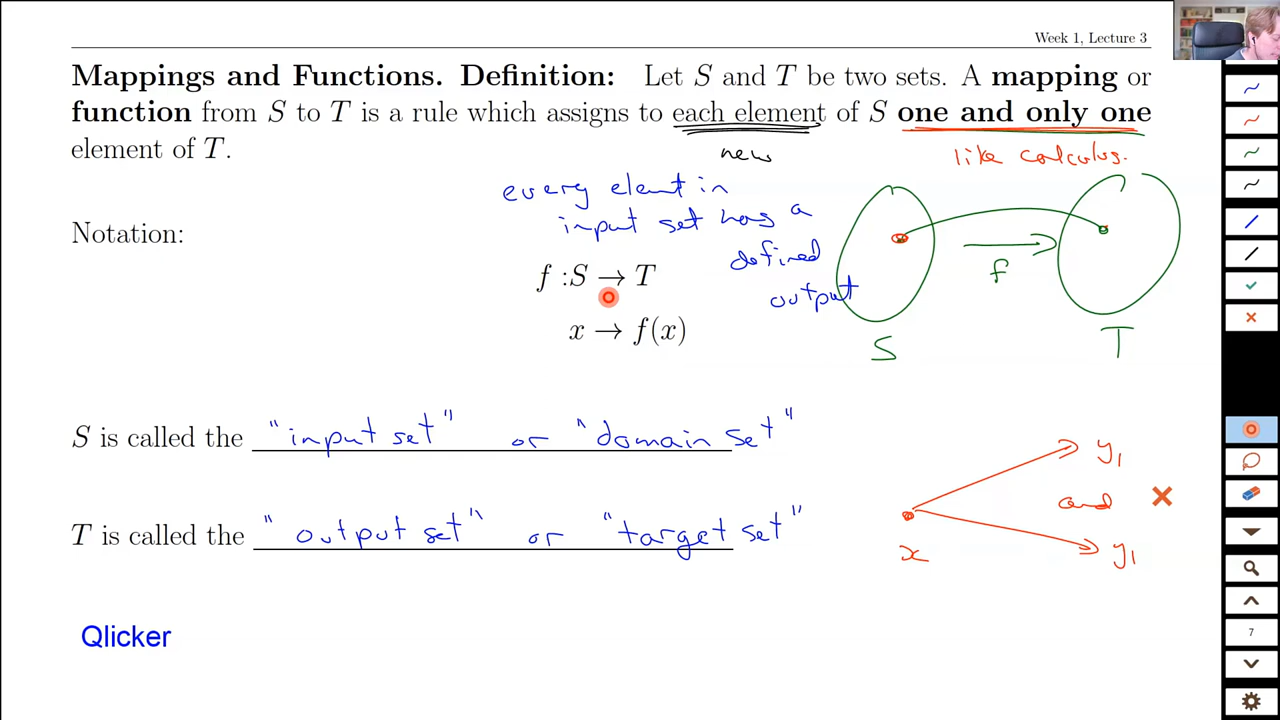 Week 1, Lecture 3
Mappings and Functions. Definition: Let S and T be two sets. A mapping or
function from S to T is a rule which assigns to each element of S one and only one
element of T.
new
like calculus.
every elemt in
input set has a
defined
output
Notation:
f : S → T
x → f(x)
f
S
T
S is called the "input set" or "domain set"
T is called the "output set" or "target set"
x
y₁
and
y₁
Qlicker
7